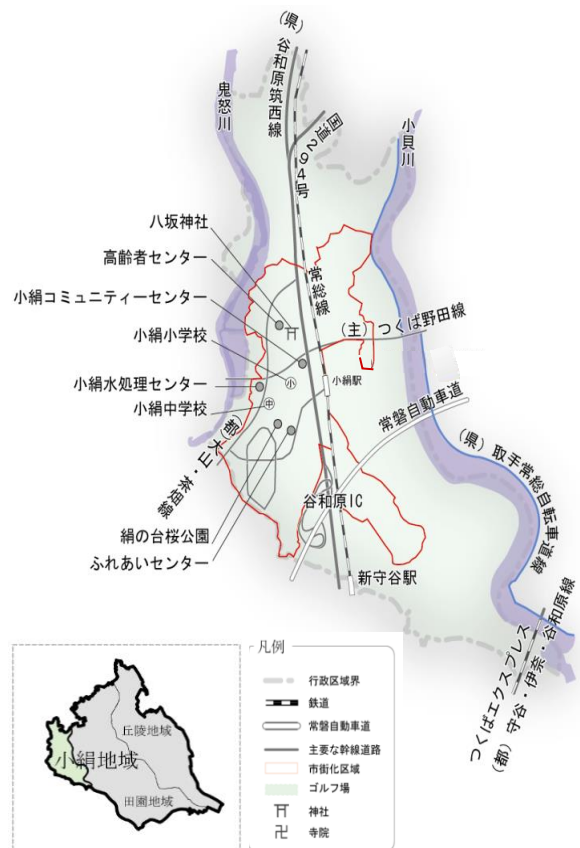 (県)
谷和原筑西線
国道294号
鬼怒川
小貝川
八坂神社
高齢者センター
小絹コミュニティーセンター
常総線
(主)つくば野田線
小絹小学校
小
小絹駅
小絹水処理センター
小絹中学校
中
常磐自動車道
(県)取手常総自転車道線
(都)大山・茶畑線
谷和原IC
絹の台桜公園
ふれあいセンター
新守谷駅
つくばエクスプレス
(都)守谷・伊奈・谷和原線
丘陵地域
小絹地域
田園地域
凡例
行政区域界
鉄道
常磐自動車道
主要な幹線道路
市街化区域
ゴルフ場
神社
寺院